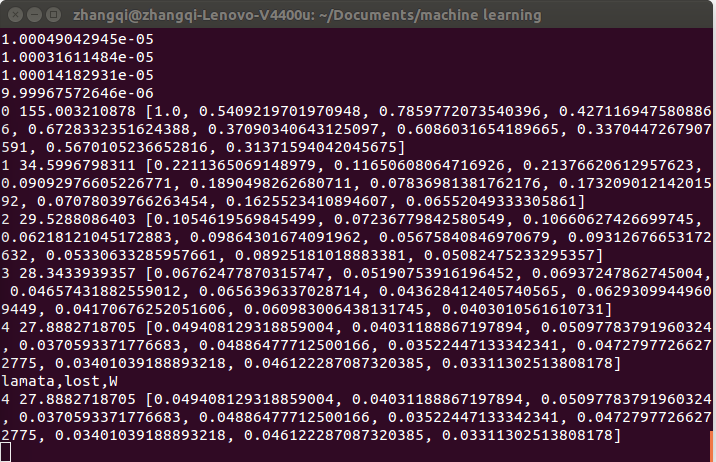 zhangqi@zhangqi-Lenovo-V4400u: ~/Documents/machine learning
1.00049042945e-05
1.00031611484e-05
1.00014182931e-05
9.99967572646e-06
0 155.003210878 [1.0, 0.5409219701970948, 0.7859772073540396, 0.427116947580886
6, 0.6728332351624388, 0.37090340643125097, 0.6086031654189665, 0.3370447267907
591, 0.5670105236652816, 0.31371594042045675]
1 34.5996798311 [0.2211365069148979, 0.11650608064716926, 0.21376620612957623,
0.09092976605226771, 0.1890498262680711, 0.07836981381762176, 0.173209012142015
92, 0.07078039766263454, 0.1625523410894607, 0.06552049333305861]
2 29.5288086403 [0.1054619569845499, 0.07236779842580549, 0.10660627426699745,
0.06218121045172883, 0.09864301674091962, 0.05675840846970679, 0.09312676653172
632, 0.05330633285957661, 0.08925181018883381, 0.05082475233295357]
3 28.3433939357 [0.06762477870315747, 0.05190753916196452, 0.06937247862745004,
 0.04657431882559012, 0.0656396337028714, 0.043628412405740565, 0.0629309944960
9449, 0.04170676252051606, 0.060983006438131745, 0.0403010561610731]
4 27.8882718705 [0.049408129318859004, 0.04031188867197894, 0.05097783791960324
, 0.0370593371776683, 0.04886477712500166, 0.03522447133342341, 0.0472797726627
2775, 0.03401039188893218, 0.046122287087320385, 0.03311302513808178]
lamata,lost,W
4 27.8882718705 [0.049408129318859004, 0.04031188867197894, 0.05097783791960324
, 0.0370593371776683, 0.04886477712500166, 0.03522447133342341, 0.0472797726627
2775, 0.03401039188893218, 0.046122287087320385, 0.03311302513808178]